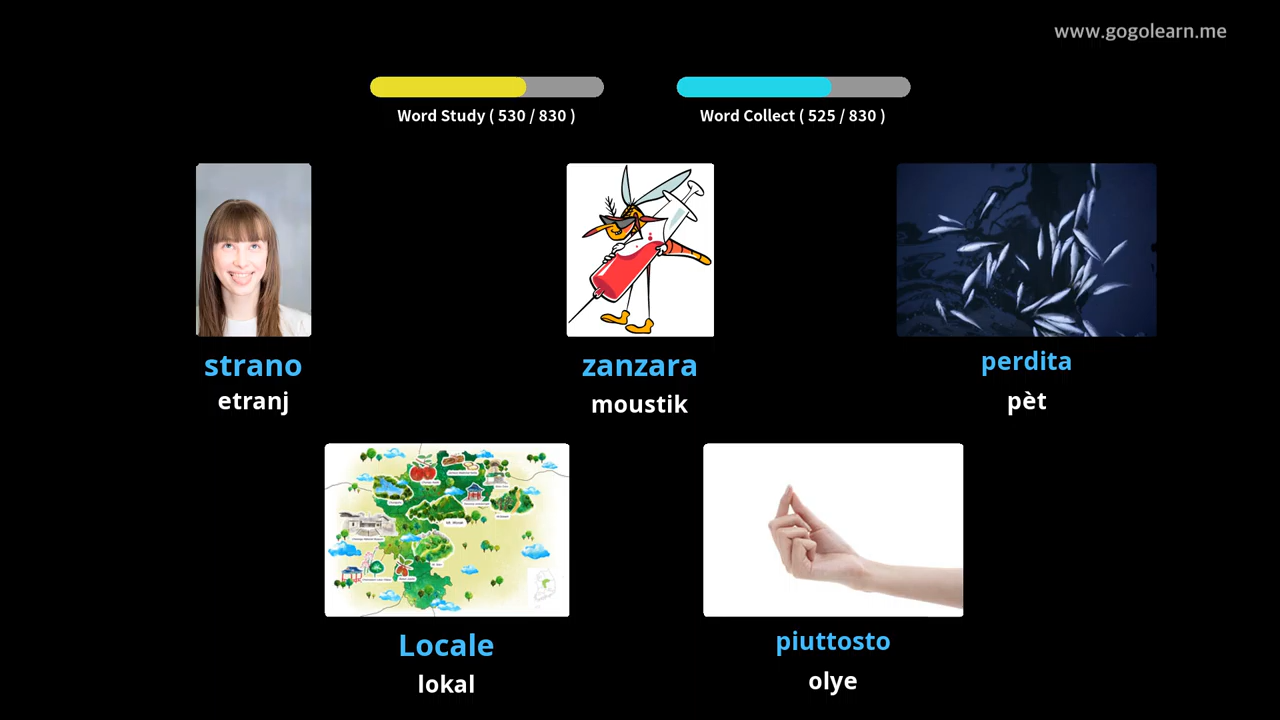 www.gogolearn.me
Word Study ( 530 / 830 )
Word Collect ( 525 / 830 )
strano
etranj
zanzara
moustik
perdita
pèt
Locale
lokal
piuttosto
olye